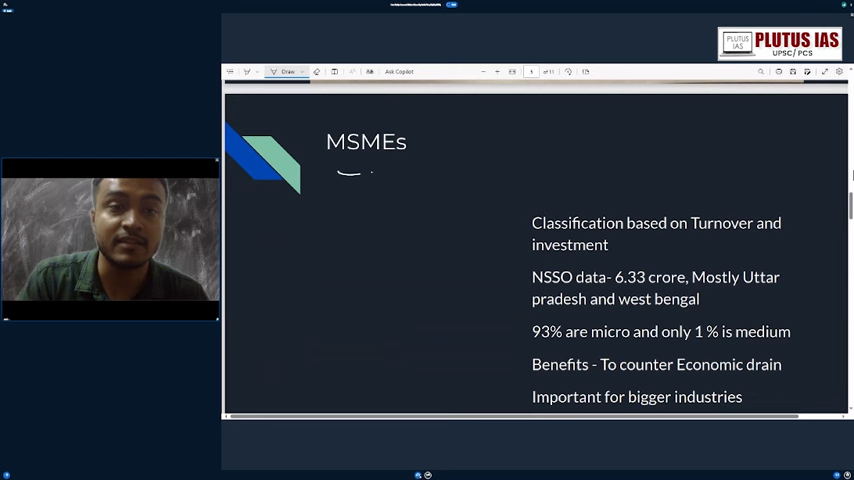 PLUTUS IAS
PLUTUS IAS
UPSC/ PCS
Draw
Ask Copilot
5 of 11
MSMEs
Classification based on Turnover and
investment
NSSO data- 6.33 crore, Mostly Uttar
pradesh and west bengal
93% are micro and only 1 % is medium
Benefits - To counter Economic drain
Important for bigger industries